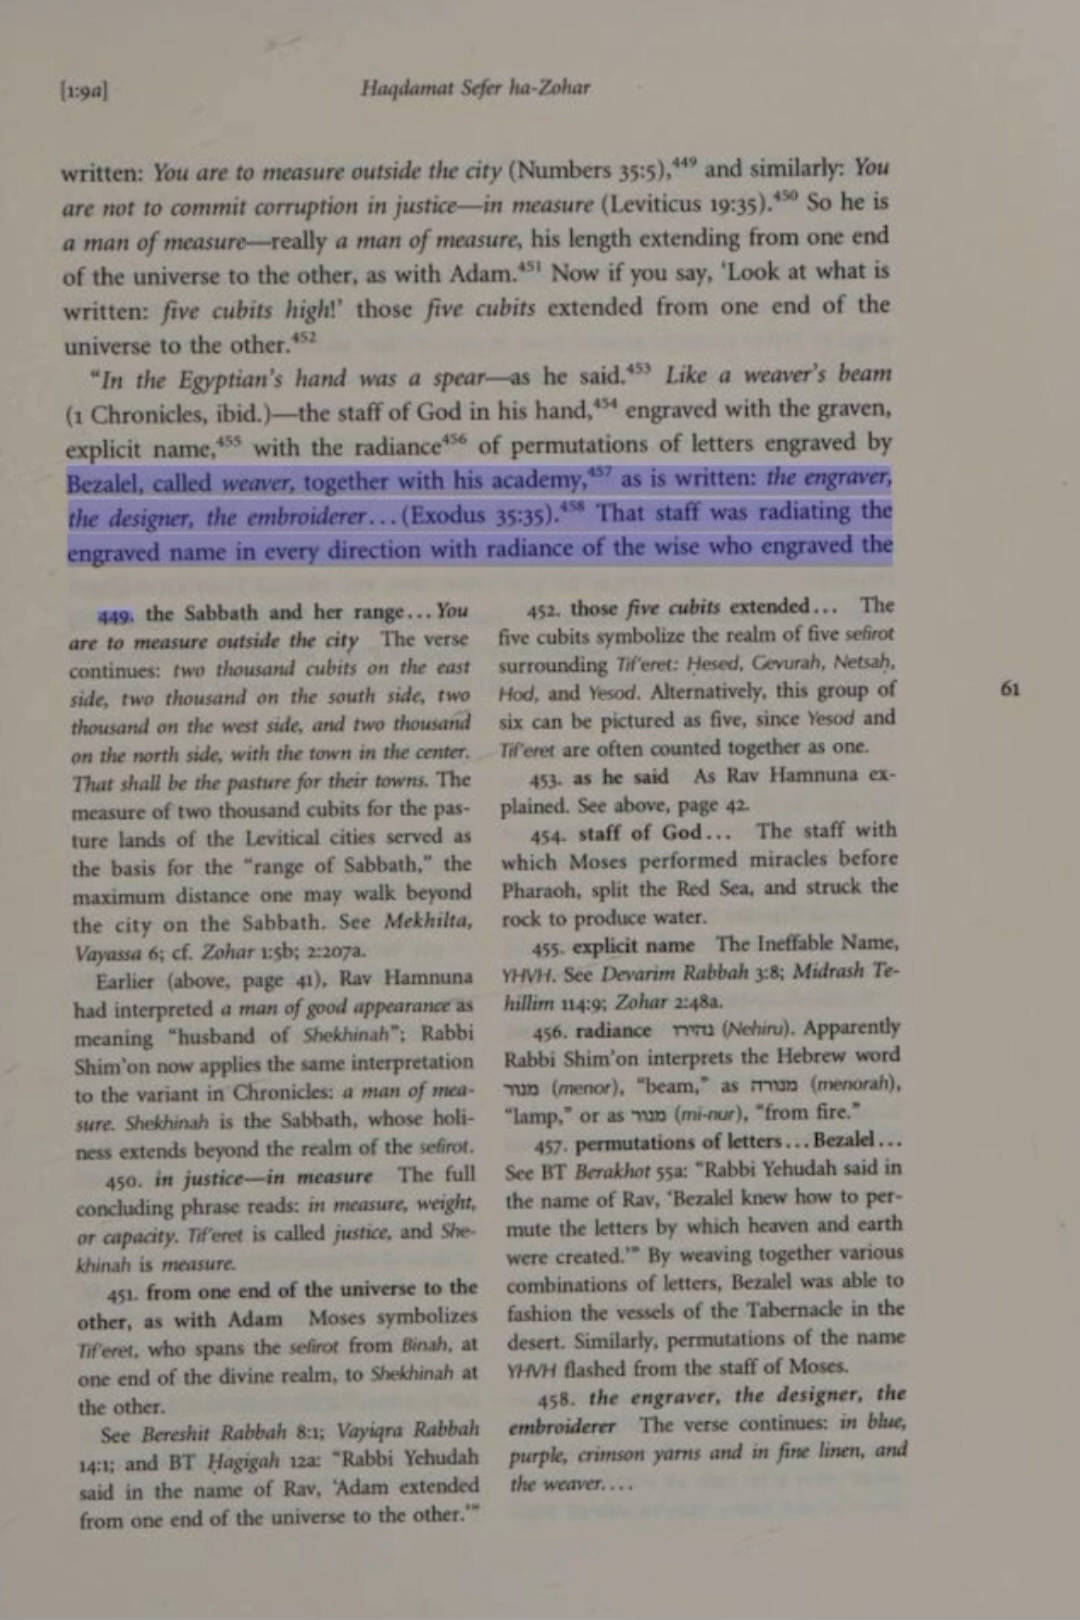 [1:9a]
Haqdamat Sefer ha-Zohar
written: You are to measure outside the city (Numbers 35:5),449 and similarly: You
are not to commit corruption in justice—in measure (Leviticus 19:35).450 So he is
a man of measure—really a man of measure, his length extending from one end
of the universe to the other, as with Adam.451 Now if you say, ‘Look at what is
written: five cubits high!’ those five cubits extended from one end of the
universe to the other.452
“In the Egyptian’s hand was a spear—as he said.453 Like a weaver’s beam
(1 Chronicles, ibid.)—the staff of God in his hand,454 engraved with the graven,
explicit name,455 with the radiance456 of permutations of letters engraved by
Bezalel, called weaver, together with his academy,457 as is written: the engraver,
the designer, the embroiderer... (Exodus 35:35).458 That staff was radiating the
engraved name in every direction with radiance of the wise who engraved the
449. the Sabbath and her range... You
are to measure outside the city The verse
continues: two thousand cubits on the east
side, two thousand on the south side, two
thousand on the west side, and two thousand
on the north side, with the town in the center.
That shall be the pasture for their towns. The
measure of two thousand cubits for the pas-
ture lands of the Levitical cities served as
the basis for the “range of Sabbath,” the
maximum distance one may walk beyond
the city on the Sabbath. See Mekhilta,
Vayassa 6; cf. Zohar 1:5b; 2:207a.
Earlier (above, page 41), Rav Hamnuna
had interpreted a man of good appearance as
meaning “husband of Shekhinah”; Rabbi
Shim’on now applies the same interpretation
to the variant in Chronicles: a man of mea-
sure. Shekhinah is the Sabbath, whose holi-
ness extends beyond the realm of the sefirot.
450. in justice—in measure The full
concluding phrase reads: in measure, weight,
or capacity. Tif’eret is called justice, and She-
khinah is measure.
451. from one end of the universe to the
other, as with Adam Moses symbolizes
Tif’eret, who spans the sefirot from Binah, at
one end of the divine realm, to Shekhinah at
the other.
See Bereshit Rabbah 8:1; Vayiqra Rabbah
14:1; and BT Ḥagigah 12a: “Rabbi Yehudah
said in the name of Rav, ‘Adam extended
from one end of the universe to the other.’”
452. those five cubits extended... The
five cubits symbolize the realm of five sefirot
surrounding Tif’eret: Ḥesed, Gevurah, Netsaḥ,
Hod, and Yesod. Alternatively, this group of
six can be pictured as five, since Yesod and
Tif’eret are often counted together as one.
453. as he said As Rav Hamnuna ex-
plained. See above, page 42.
454. staff of God... The staff with
which Moses performed miracles before
Pharaoh, split the Red Sea, and struck the
rock to produce water.
455. explicit name The Ineffable Name,
YHVH. See Devarim Rabbah 3:8; Midrash Te-
hillim 114:9; Zohar 2:48a.
456. radiance נהירו (Nehiru). Apparently
Rabbi Shim’on interprets the Hebrew word
מנור (menor), “beam,” as מנורה (menorah),
“lamp,” or as מנור (mi-nur), “from fire.”
457. permutations of letters... Bezalel...
See BT Berakhot 55a: “Rabbi Yehudah said in
the name of Rav, ‘Bezalel knew how to per-
mute the letters by which heaven and earth
were created.’” By weaving together various
combinations of letters, Bezalel was able to
fashion the vessels of the Tabernacle in the
desert. Similarly, permutations of the name
YHVH flashed from the staff of Moses.
458. the engraver, the designer, the
embroiderer The verse continues: in blue,
purple, crimson yarns and in fine linen, and
the weaver....
61